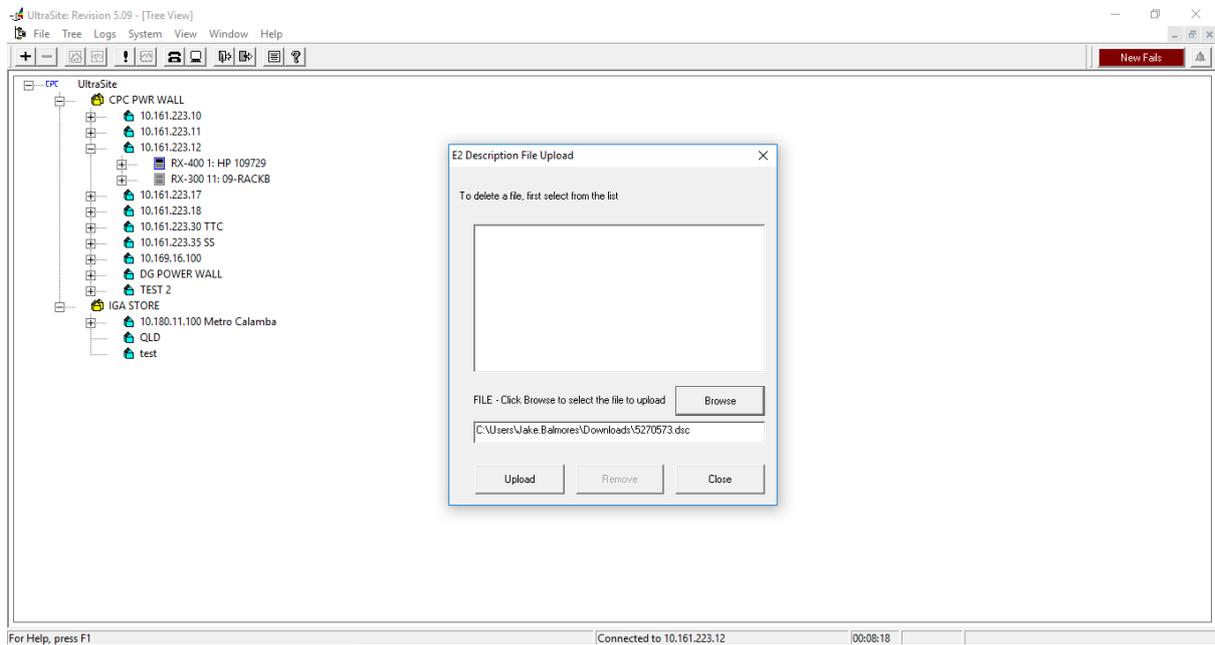 UltraSite: Revision 5.09 - [Tree View]
File Tree Logs System View Window Help
New Fails
CPC UltraSite
CPC PWR WALL
10.161.223.10
10.161.223.11
10.161.223.12
RX-400 1: HP 109729
RX-300 11: 09-RACKB
10.161.223.17
10.161.223.18
10.161.223.30 TTC
10.161.223.35 SS
10.169.16.100
DG POWER WALL
TEST 2
IGA STORE
10.180.11.100 Metro Calamba
QLD
test
E2 Description File Upload
To delete a file, first select from the list
FILE - Click Browse to select the file to upload Browse
C:\Users\Jake.Balmores\Downloads\5270573.dsc
Upload Remove Close
For Help, press F1 Connected to 10.161.223.12 00:08:18